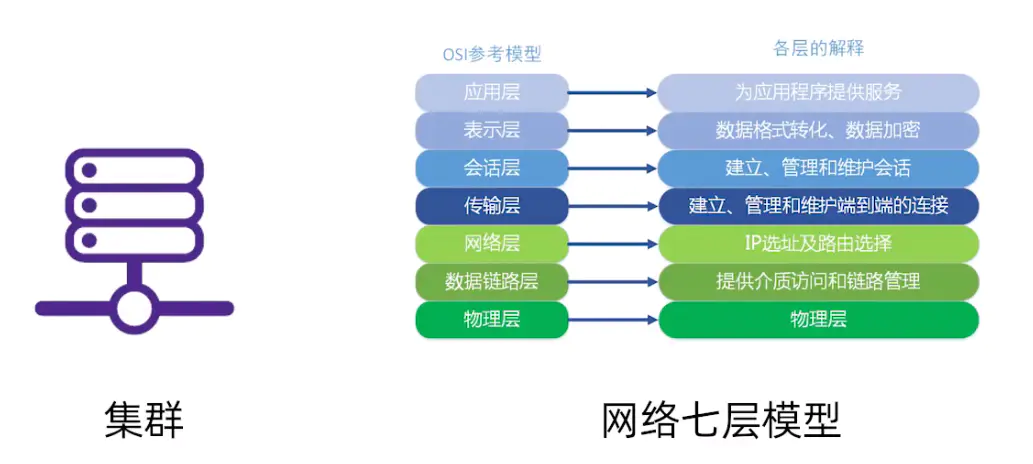 OSI参考模型 各层的解释
应用层 为应用程序提供服务
表示层 数据格式转化、数据加密
会话层 建立、管理和维护会话
传输层 建立、管理和维护端到端的连接
网络层 IP选址及路由选择
数据链路层 提供介质访问和链路管理
物理层 物理层
集群 网络七层模型